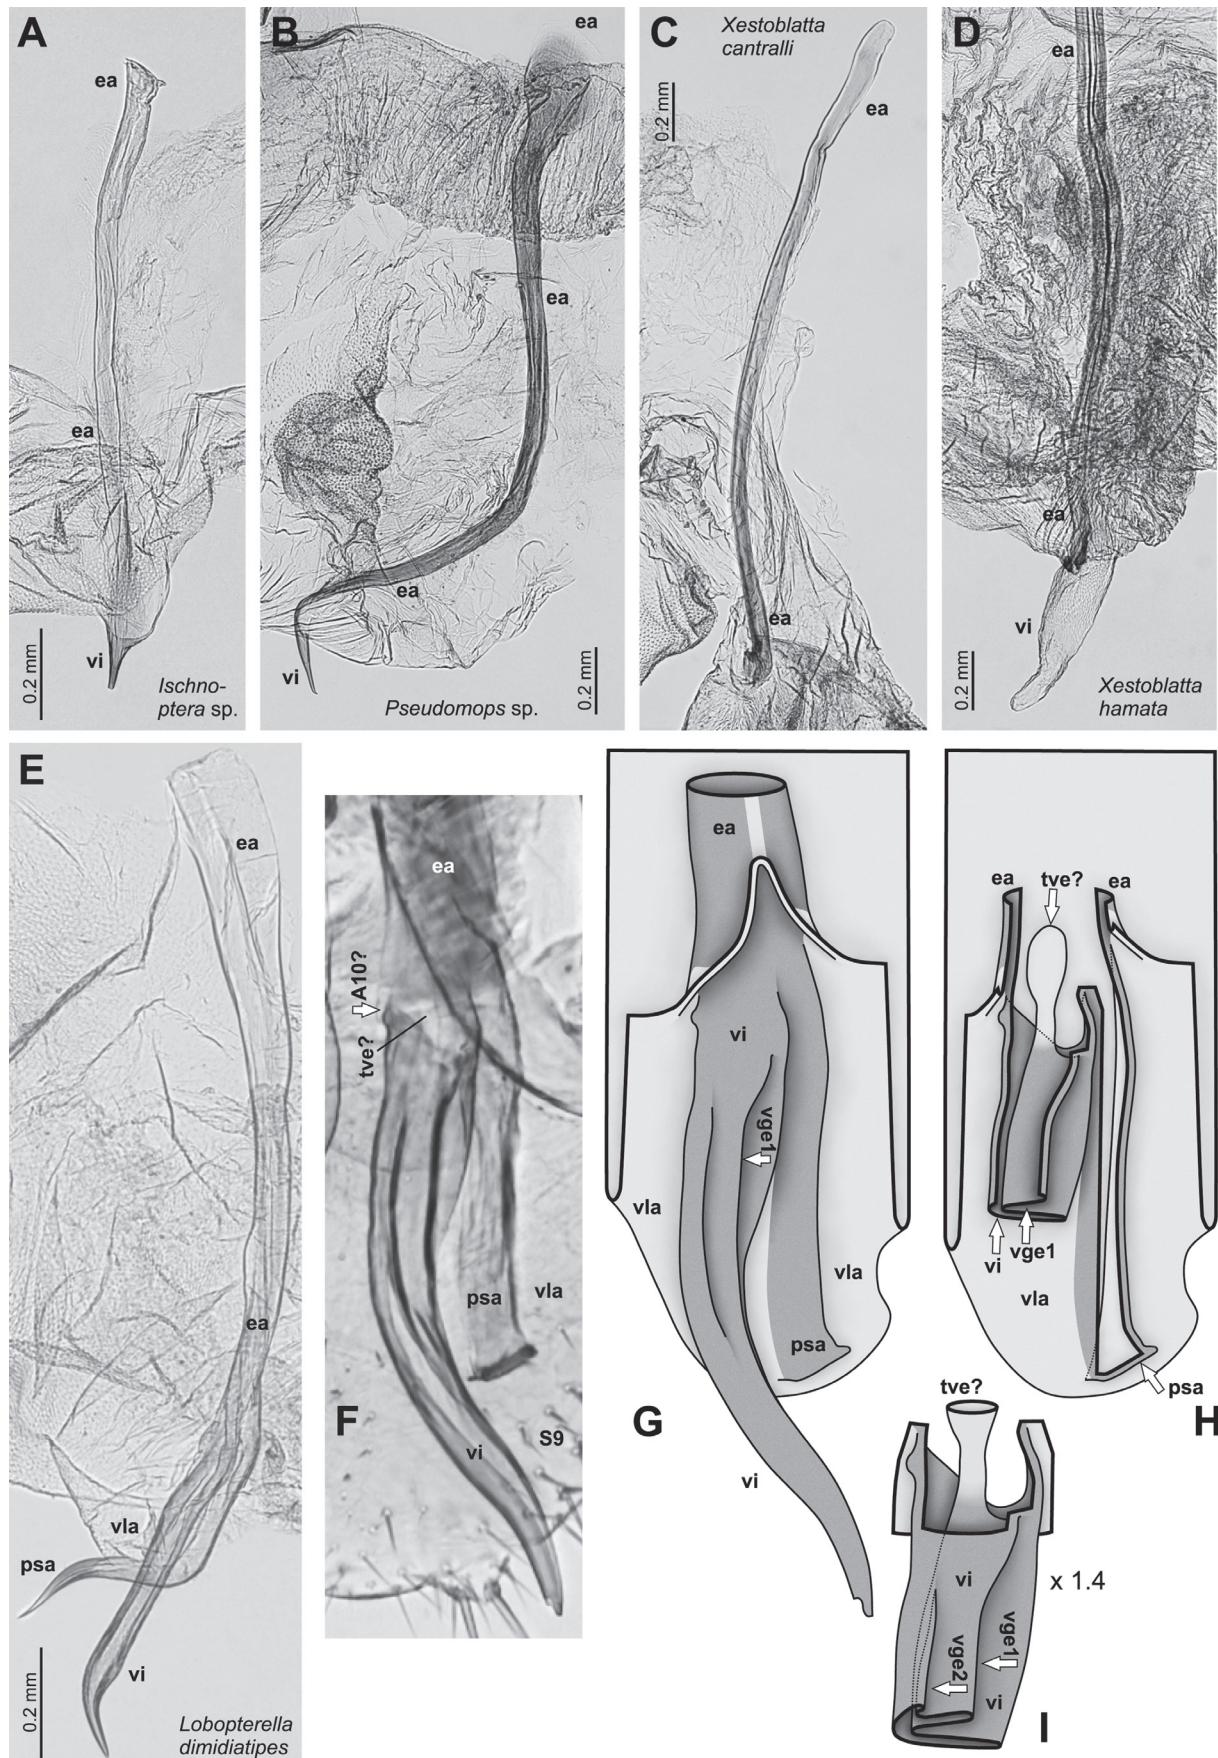 A
ea
ea
vi
0.2 mm
Ischno-
ptera sp.
B
ea
ea
ea
vi
Pseudomops sp.
0.2 mm
C
Xestoblatta
cantralli
0.2 mm
ea
ea
D
ea
ea
vi
0.2 mm
Xestoblatta
hamata
E
ea
ea
vla
psa
vi
0.2 mm
Lobopterella
dimidiatipes
F
ea
A10?
tve?
psa
vla
S9
vi
G
ea
vi
vge1
vla
vla
psa
vi
H
ea
tve?
ea
vi
vge1
vla
psa
I
tve?
vi
x 1.4
vge1
vge2
vi